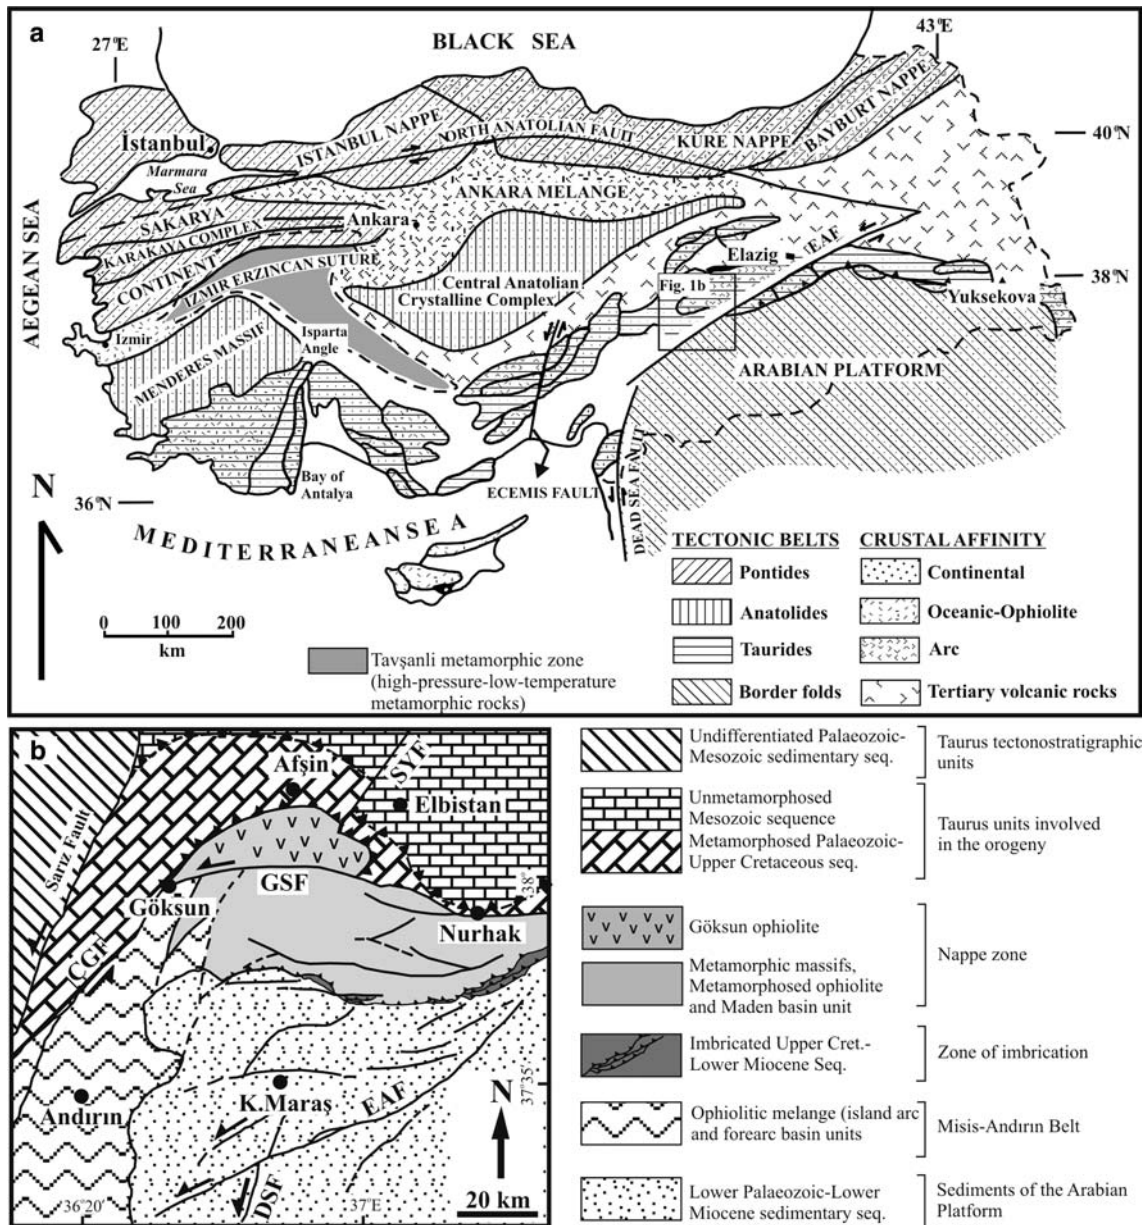 a
27°E
BLACK SEA
43°E
40°N
38°N
36°N
AEGEAN SEA
İstanbul
Marmara
Sea
ISTANBUL NAPPE
NORTH ANATOLIAN FAUlT
KURE NAPPE
BAYBURT NAPPE
ANKARA MELANGE
SAKARYA
KARAKAYA COMPLEX
CONTINENT
Ankara
IZMIR ERZINCAN SUTURE
Central Anatolian
Crystalline Complex
Elazig
EAF
Fig. 1b
Yuksekova
Izmir
MENDERES MASSIF
Isparta
Angle
ARABIAN PLATFORM
Bay of
Antalya
ECEMIS FAULT
DEAD SEA FAULT
MEDITERRANEANSEA
N
0 100 200
km
Tavşanli metamorphic zone
(high-pressure-low-temperature
metamorphic rocks)
TECTONIC BELTS
Pontides
Anatolides
Taurides
Border folds
CRUSTAL AFFINITY
Continental
Oceanic-Ophiolite
Arc
Tertiary volcanic rocks
b
Afşin
SYF
Elbistan
Sarız Fault
GSF
Göksun
CGF
Nurhak
38°
N
37°35'
K.Maraş
EAF
Andırın
DSF
36°20'
37°E
20 km
Undifferentiated Palaeozoic-
Mesozoic sedimentary seq.
Taurus tectonostratigraphic
units
Unmetamorphosed
Mesozoic sequence
Metamorphosed Palaeozoic-
Upper Cretaceous seq.
Taurus units involved
in the orogeny
Göksun ophiolite
Metamorphic massifs,
Metamorphosed ophiolite
and Maden basin unit
Nappe zone
Imbricated Upper Cret.-
Lower Miocene Seq.
Zone of imbrication
Ophiolitic melange (island arc
and forearc basin units
Misis-Andırın Belt
Lower Palaeozoic-Lower
Miocene sedimentary seq.
Sediments of the Arabian
Platform